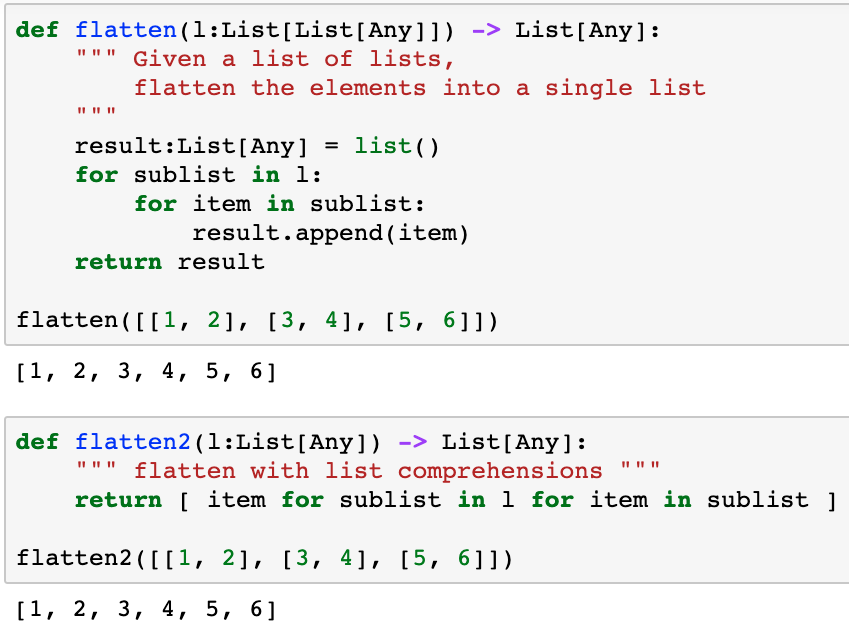 def flatten(l:List[List[Any]]) -> List[Any]:
    """ Given a list of lists,
        flatten the elements into a single list
    """
    result:List[Any] = list()
    for sublist in l:
        for item in sublist:
            result.append(item)
    return result

flatten([[1, 2], [3, 4], [5, 6]])
[1, 2, 3, 4, 5, 6]
def flatten2(l:List[Any]) -> List[Any]:
    """ flatten with list comprehensions """
    return [ item for sublist in l for item in sublist ]

flatten2([[1, 2], [3, 4], [5, 6]])
[1, 2, 3, 4, 5, 6]